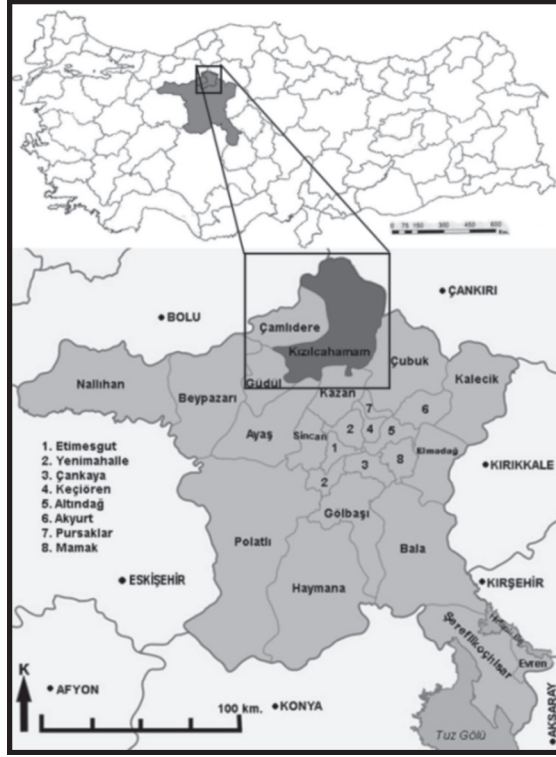 0 75 150 300 450 600
Km.
BOLU
ÇANKIRI
Çamlıdere
Kızılcahamam
Çubuk
Nallıhan
Beypazarı
Güdül
Kazan
Kalecik
Ayaş
Sincan
7
2
4
5
6
1
3
8
2
Elmadağ
1. Etimesgut
2. Yenimahalle
3. Çankaya
4. Keçiören
5. Altındağ
6. Akyurt
7. Pursaklar
8. Mamak
KIRIKKALE
Gölbaşı
Polatlı
Bala
Haymana
ESKİŞEHİR
KIRŞEHİR
Şereflikoçhisar
Evren
K
AFYON
100 km.
KONYA
AKSARAY
Tuz Gölü